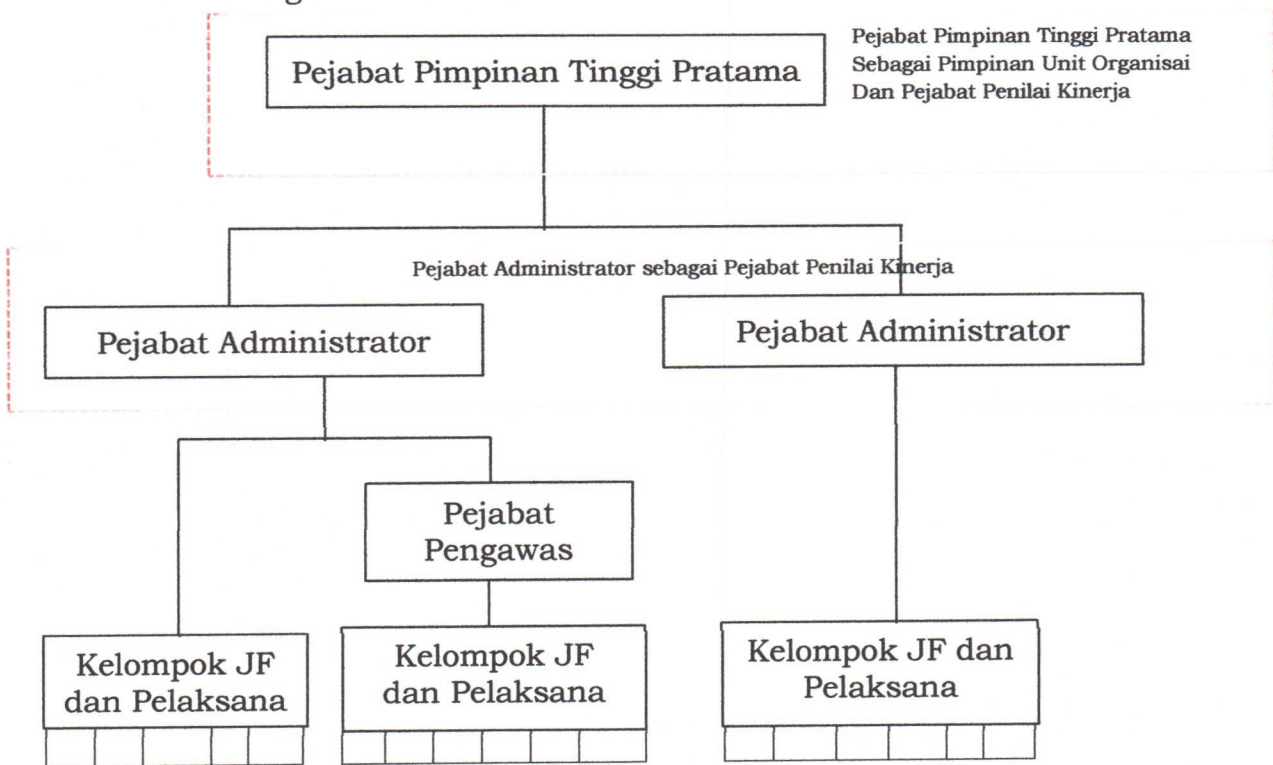 Pejabat Pimpinan Tinggi Pratama
Pejabat Pimpinan Tinggi Pratama
Sebagai Pimpinan Unit Organisai
Dan Pejabat Penilai Kinerja
Pejabat Administrator sebagai Pejabat Penilai Kinerja
Pejabat Administrator
Pejabat Administrator
Pejabat
Pengawas
Kelompok JF
dan Pelaksana
Kelompok JF
dan Pelaksana
Kelompok JF dan
Pelaksana